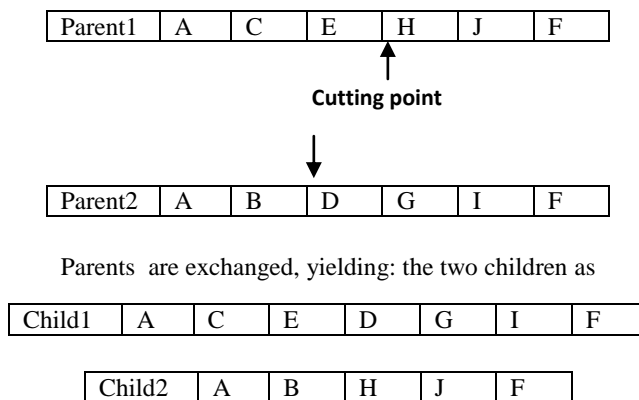 Parent1 A C E H J F
Cutting point
Parent2 A B D G I F
Parents are exchanged, yielding: the two children as
Child1 A C E D G I F
Child2 A B H J F